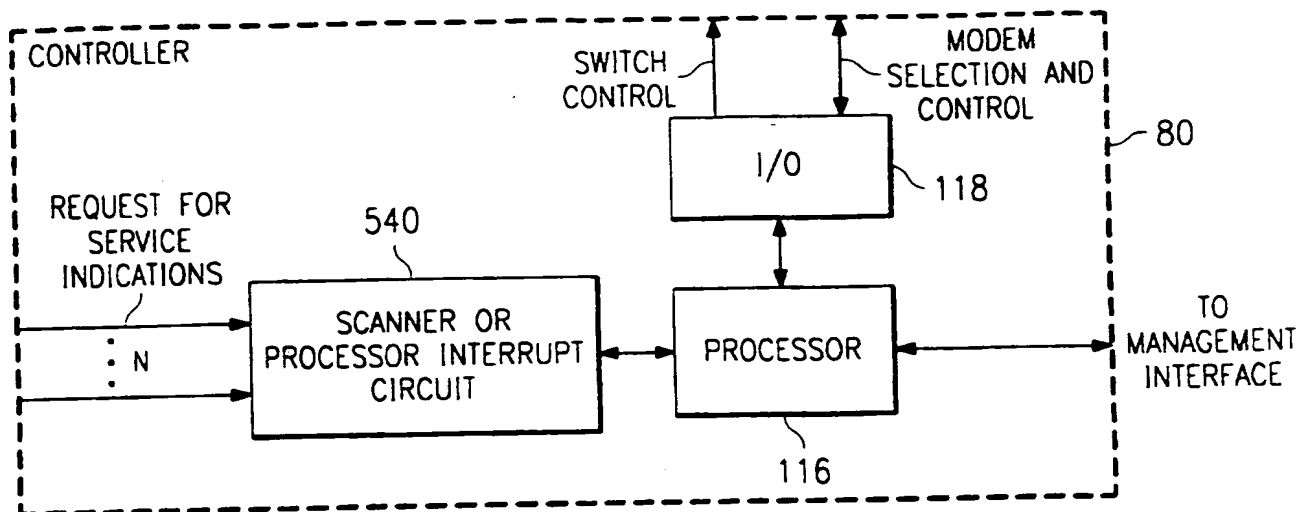 CONTROLLER
SWITCH
CONTROL
MODEM
SELECTION AND
CONTROL
80
I/O
118
REQUEST FOR
SERVICE
INDICATIONS
540
N
SCANNER OR
PROCESSOR INTERRUPT
CIRCUIT
PROCESSOR
116
TO
MANAGEMENT
INTERFACE